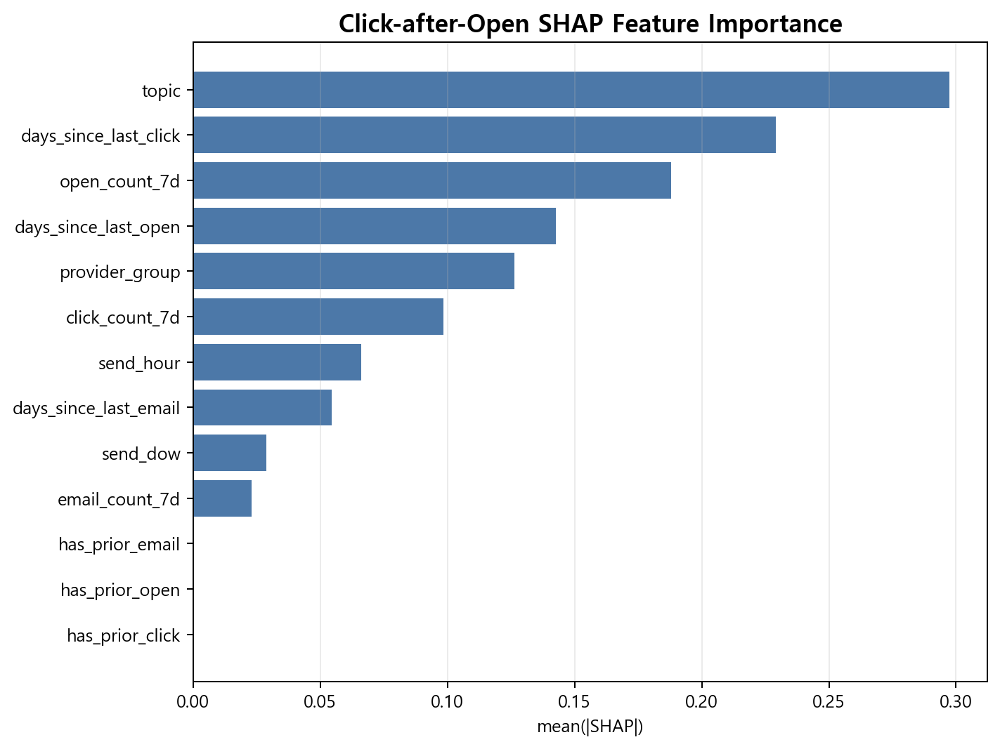 Click-after-Open SHAP Feature Importance
topic
days_since_last_click
open_count_7d
days_since_last_open
provider_group
click_count_7d
send_hour
days_since_last_email
send_dow
email_count_7d
has_prior_email
has_prior_open
has_prior_click
0.00 0.05 0.10 0.15 0.20 0.25 0.30
mean(|SHAP|)